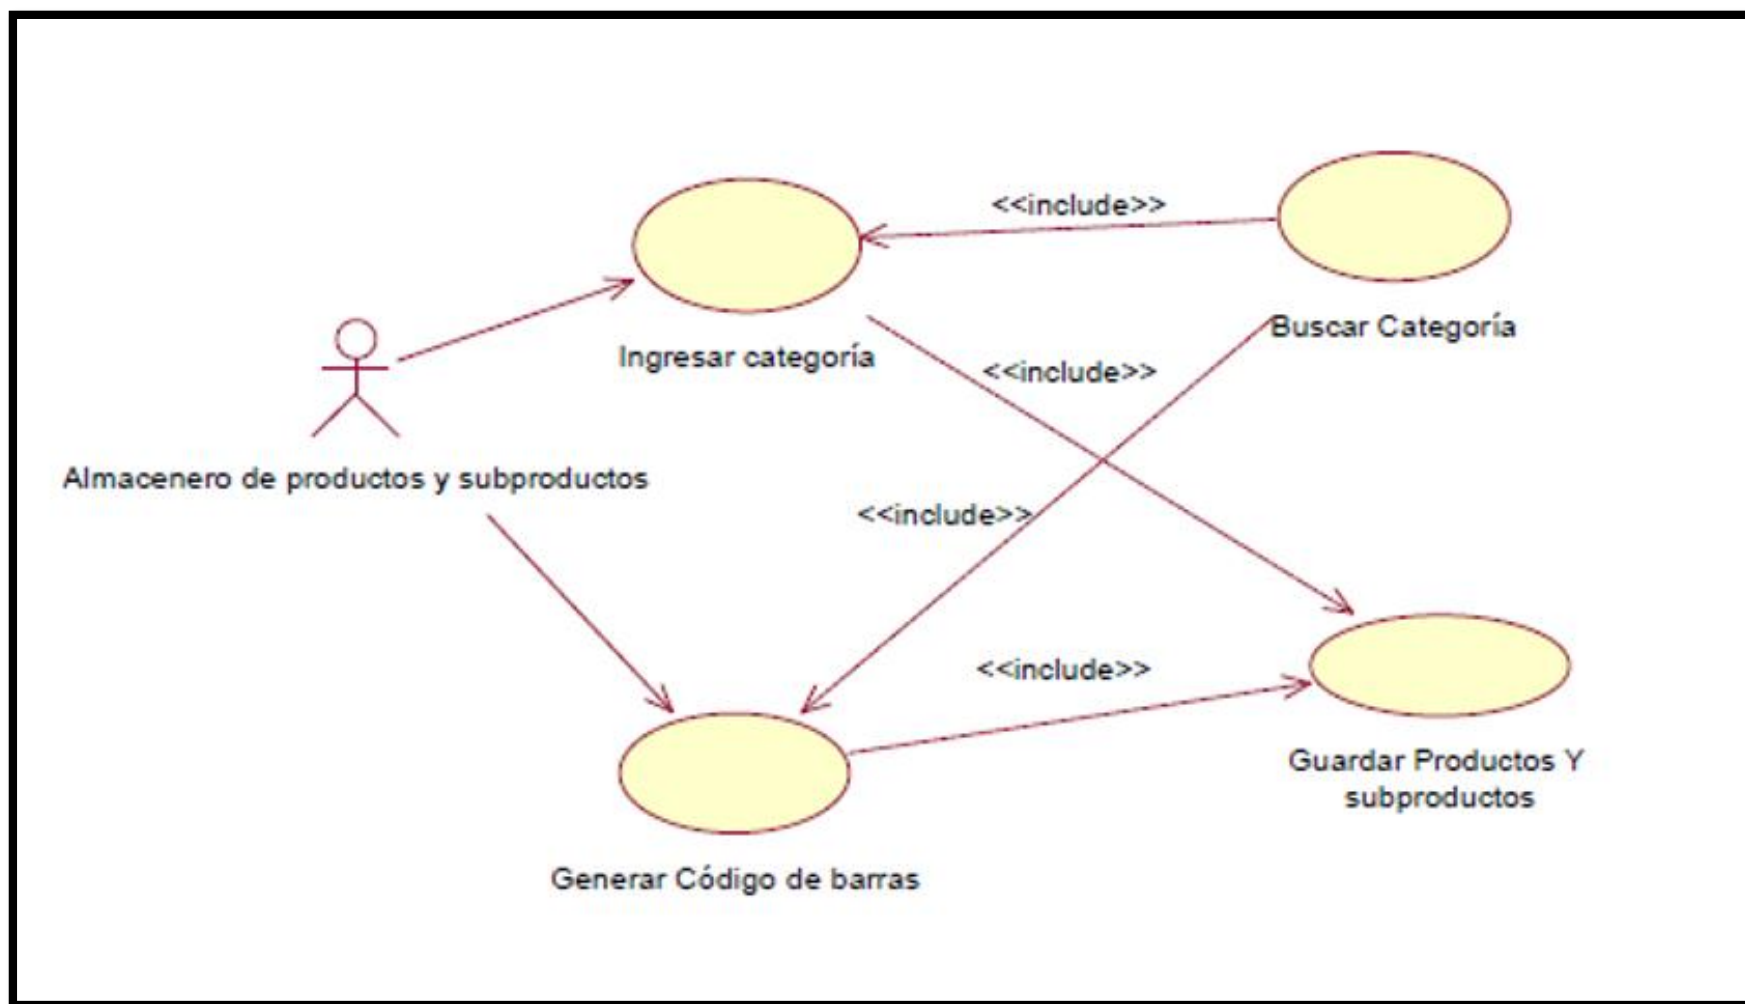 <<include>>
Buscar Categoría
Ingresar categoría
<<include>>
Almacenero de productos y subproductos
<<include>>
<<include>>
Guardar Productos Y
subproductos
Generar Código de barras